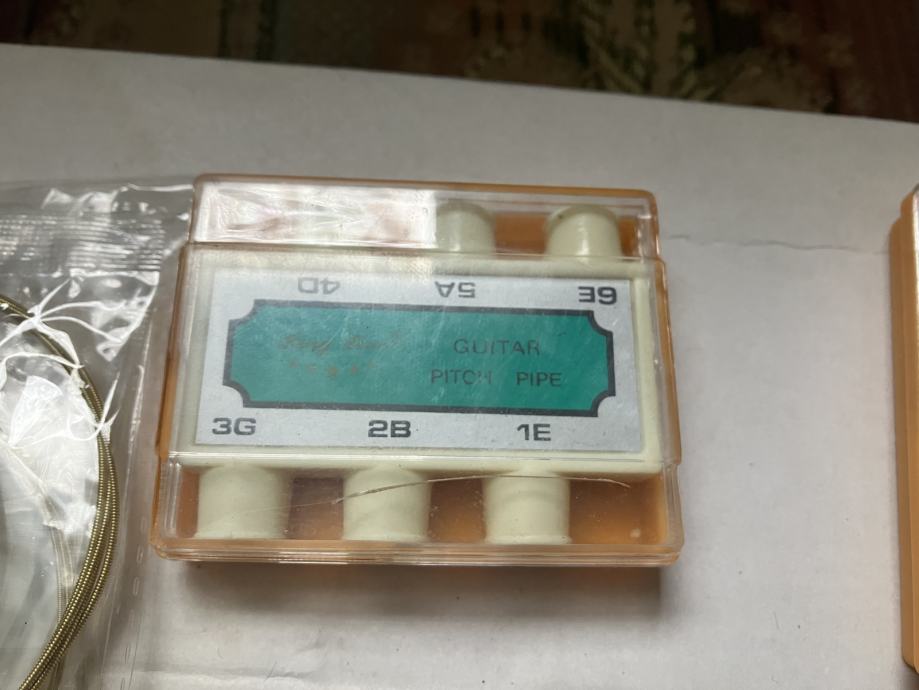 4D 5A 6E
GUITAR
PITCH PIPE
3G 2B 1E